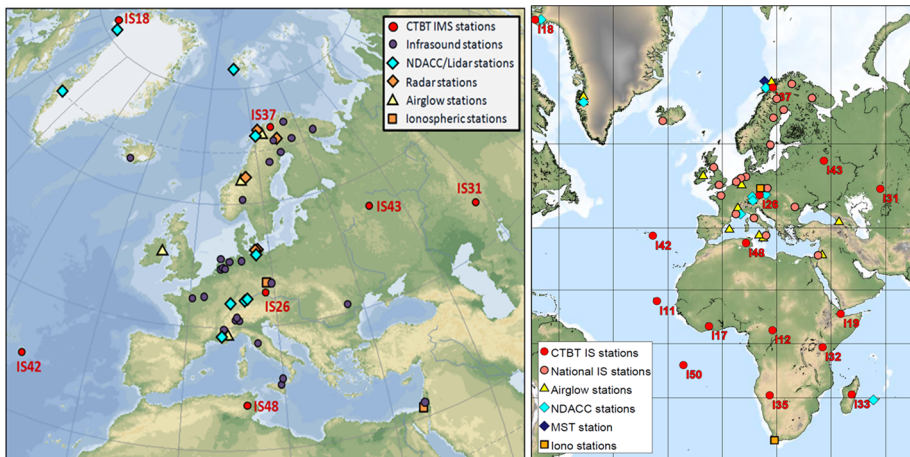 IS18
CTBT IMS stations
Infrasound stations
NDACC/Lidar stations
Radar stations
Airglow stations
Ionospheric stations
IS37
IS43
IS31
IS26
IS42
IS48
I18
I43
I31
I26
I42
I48
I11
I17
I12
I19
I32
I50
I35
I33
CTBT IS stations
National IS stations
Airglow stations
NDACC stations
MST station
Iono stations